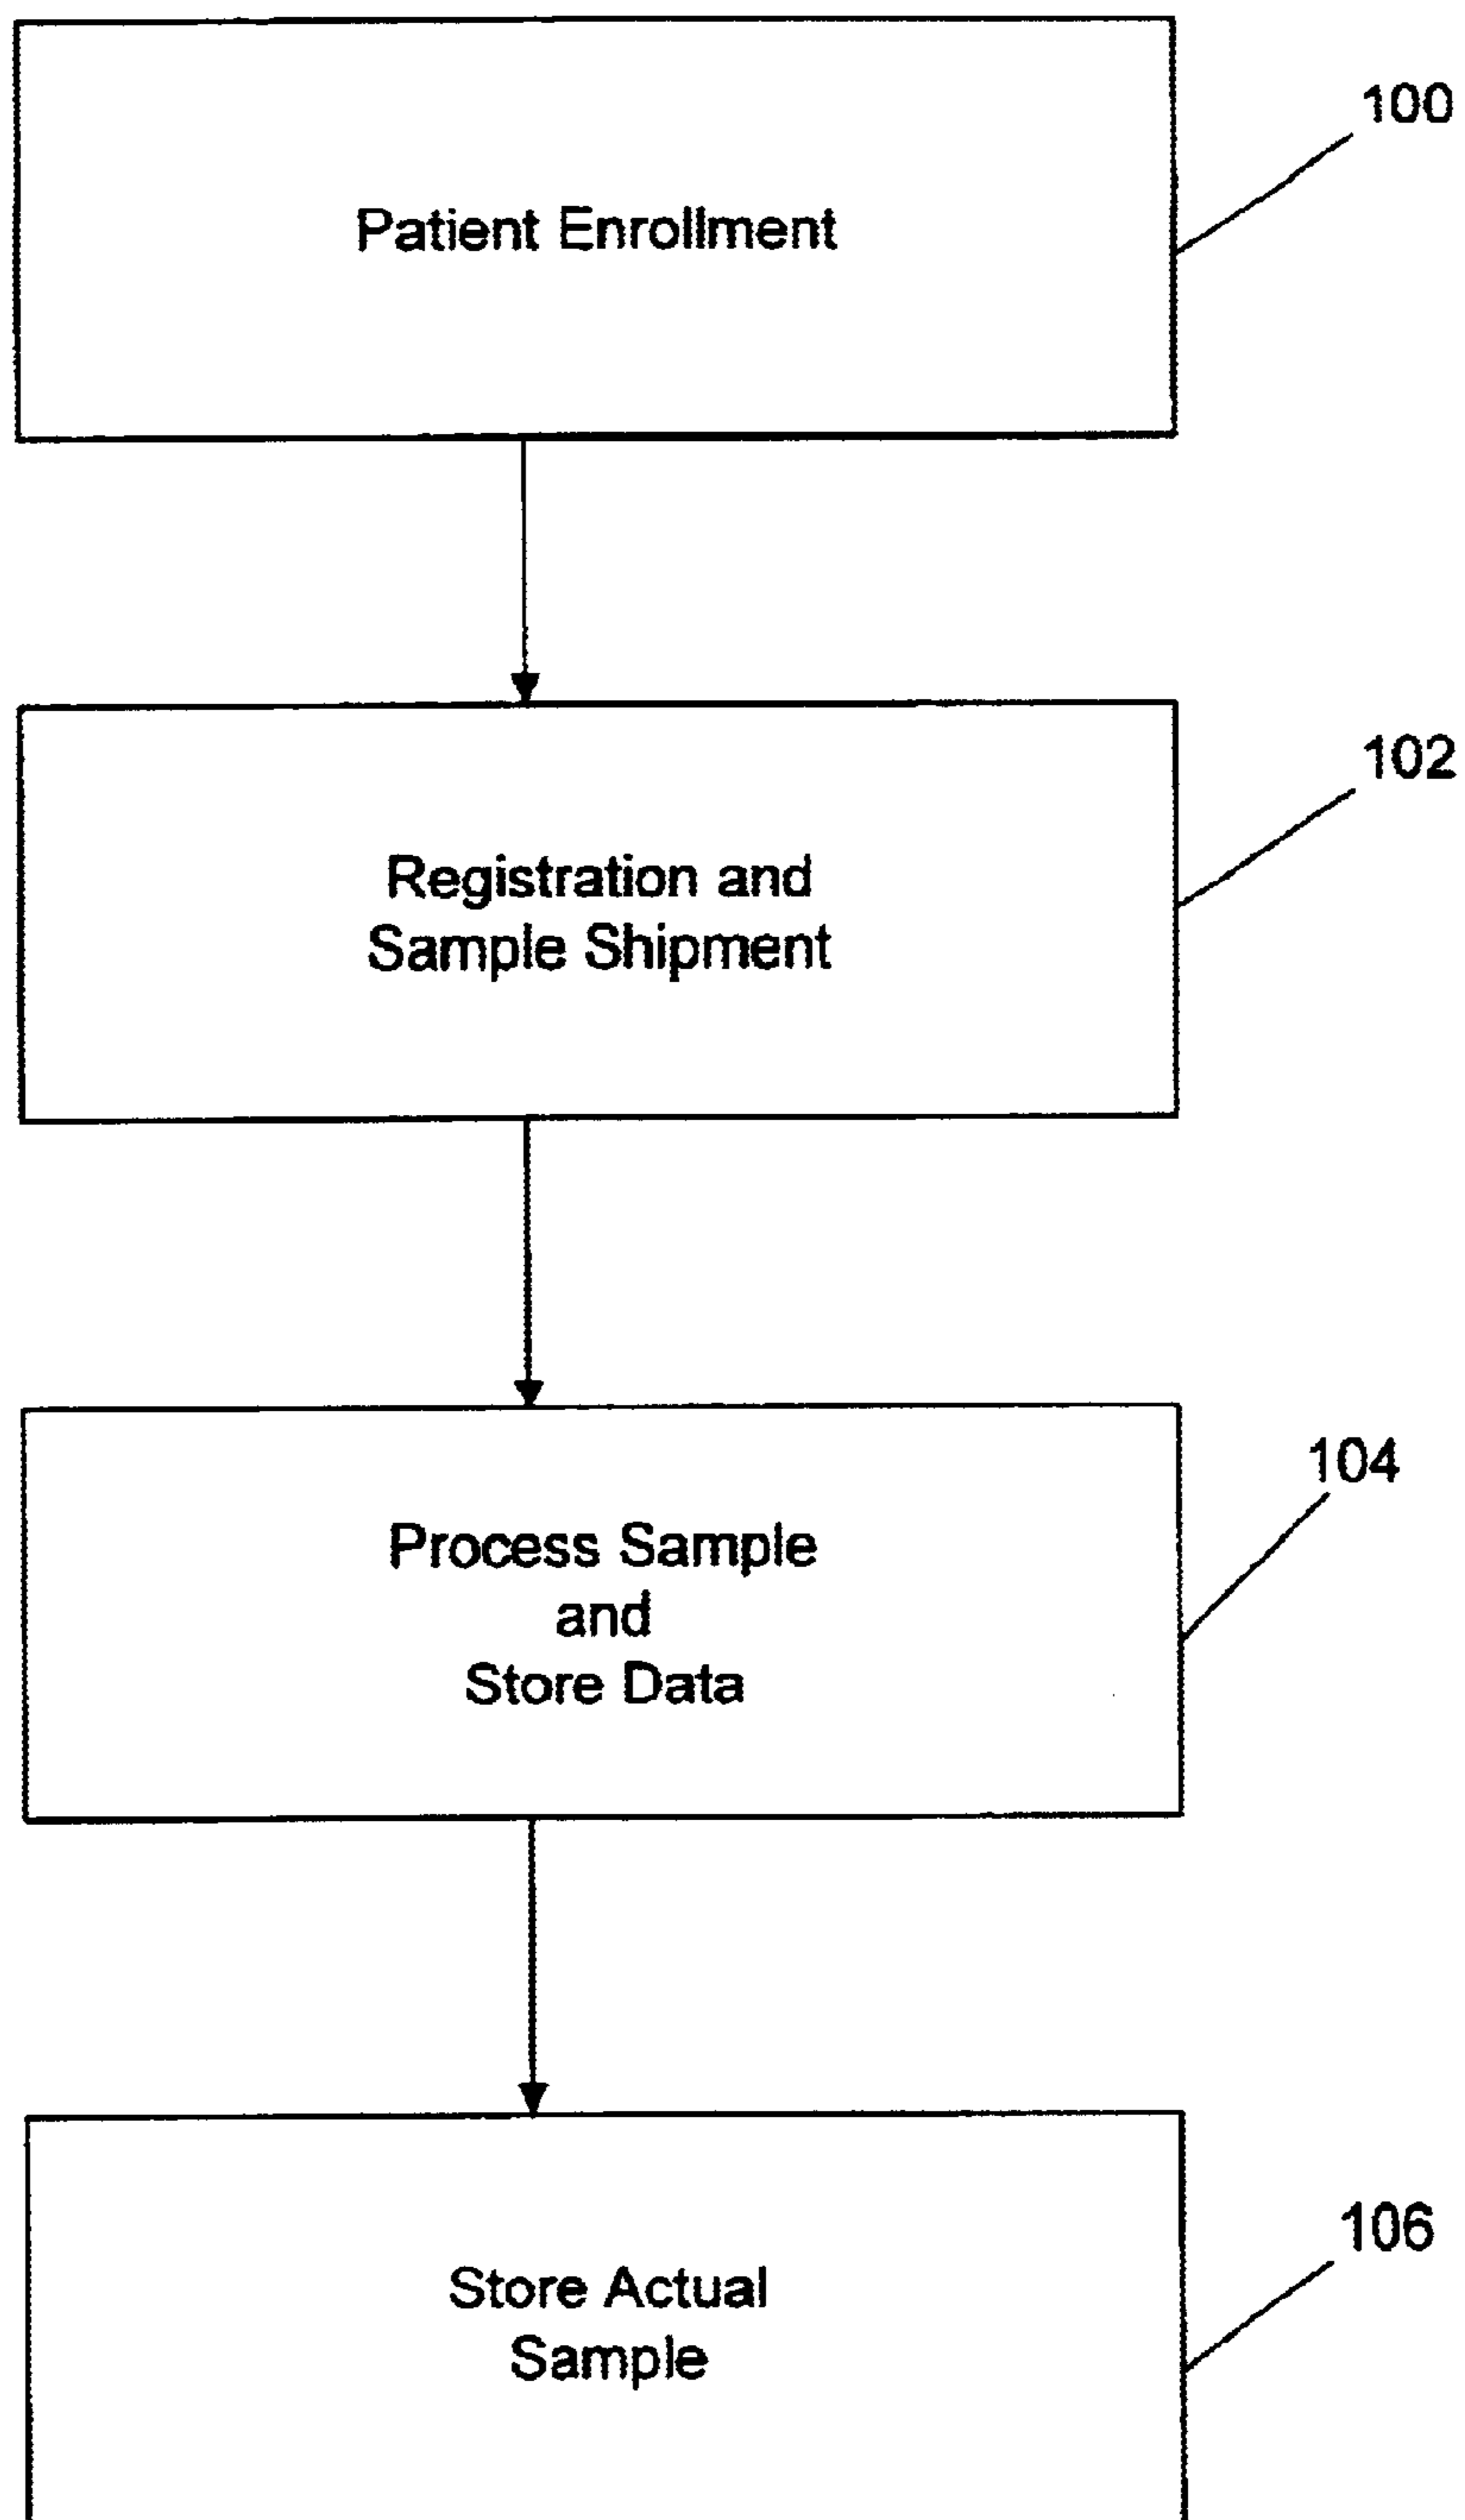 100
Patient Enrollment
102
Registration and
Sample Shipment
104
Process Sample
and
Store Data
106
Store Actual
Sample